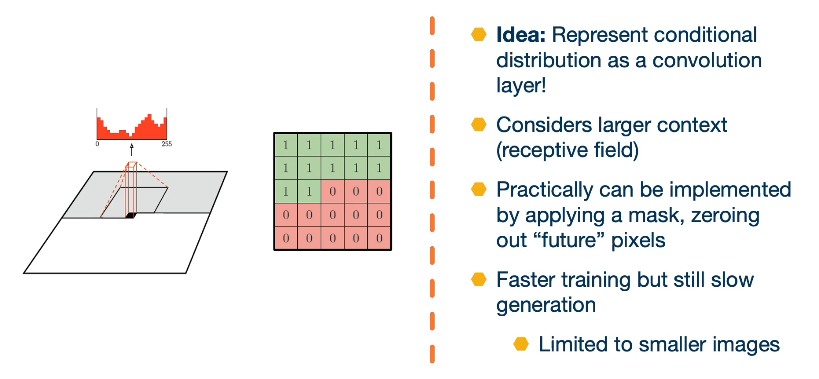 0 255
1 1 1 1 1
1 1 1 1 1
1 1 0 0 0
0 0 0 0 0
0 0 0 0 0
Idea: Represent conditional
distribution as a convolution
layer!
Considers larger context
(receptive field)
Practically can be implemented
by applying a mask, zeroing
out “future” pixels
Faster training but still slow
generation
Limited to smaller images